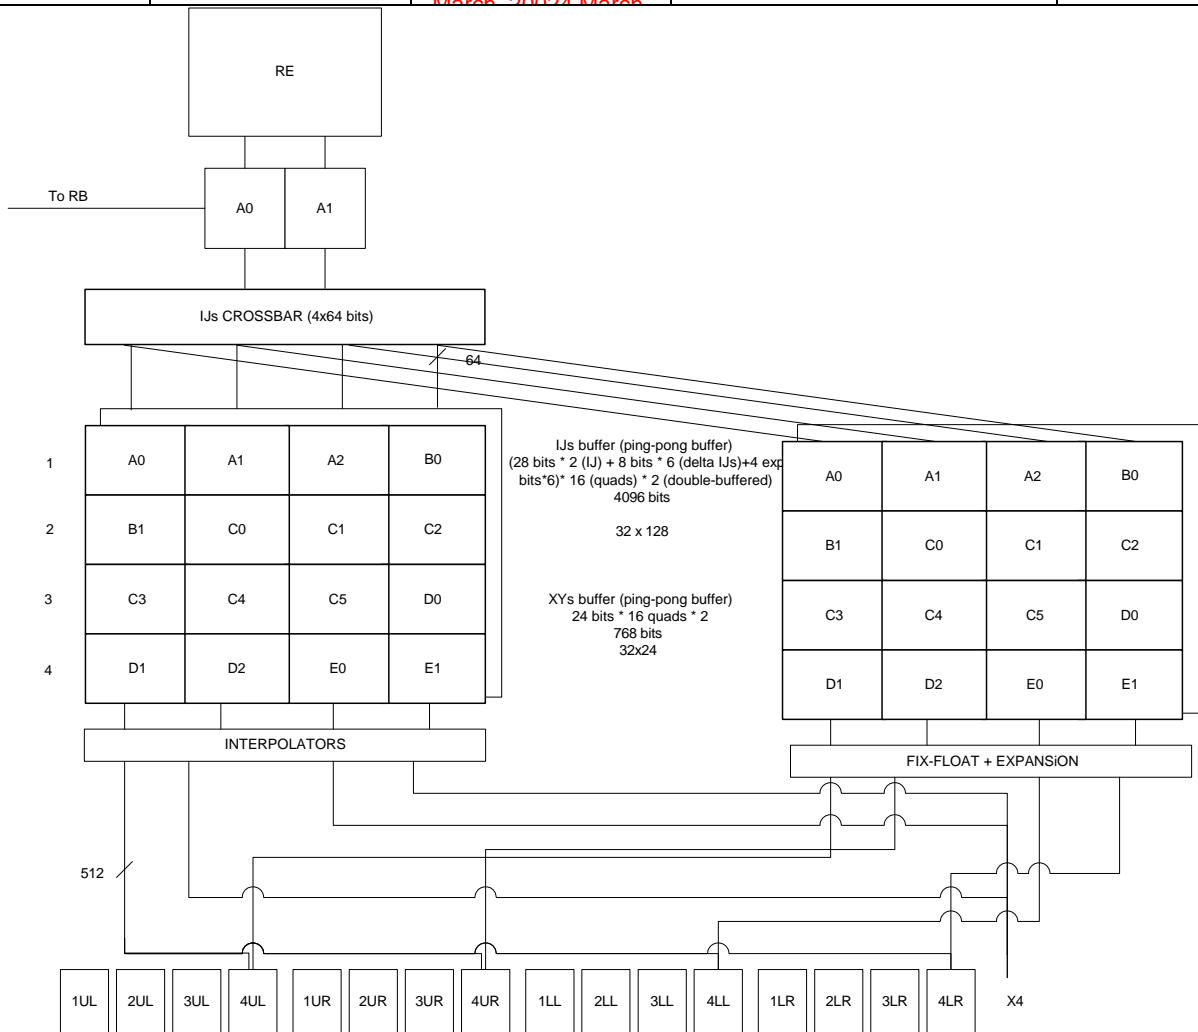 RE
To RB
A0 A1
IJs CROSSBAR (4x64 bits)
64
1 A0 A1 A2 B0
2 B1 C0 C1 C2
3 C3 C4 C5 D0
4 D1 D2 E0 E1
IJs buffer (ping-pong buffer)
(28 bits * 2 (IJ) + 8 bits * 6 (delta IJs)+4 exp
bits*6)* 16 (quads) * 2 (double-buffered)
4096 bits
32 x 128
XYs buffer (ping-pong buffer)
24 bits * 16 quads * 2
768 bits
32x24
A0 A1 A2 B0
B1 C0 C1 C2
C3 C4 C5 D0
D1 D2 E0 E1
INTERPOLATORS
FIX-FLOAT + EXPANSiON
512
1UL 2UL 3UL 4UL 1UR 2UR 3UR 4UR 1LL 2LL 3LL 4LL 1LR 2LR 3LR 4LR X4